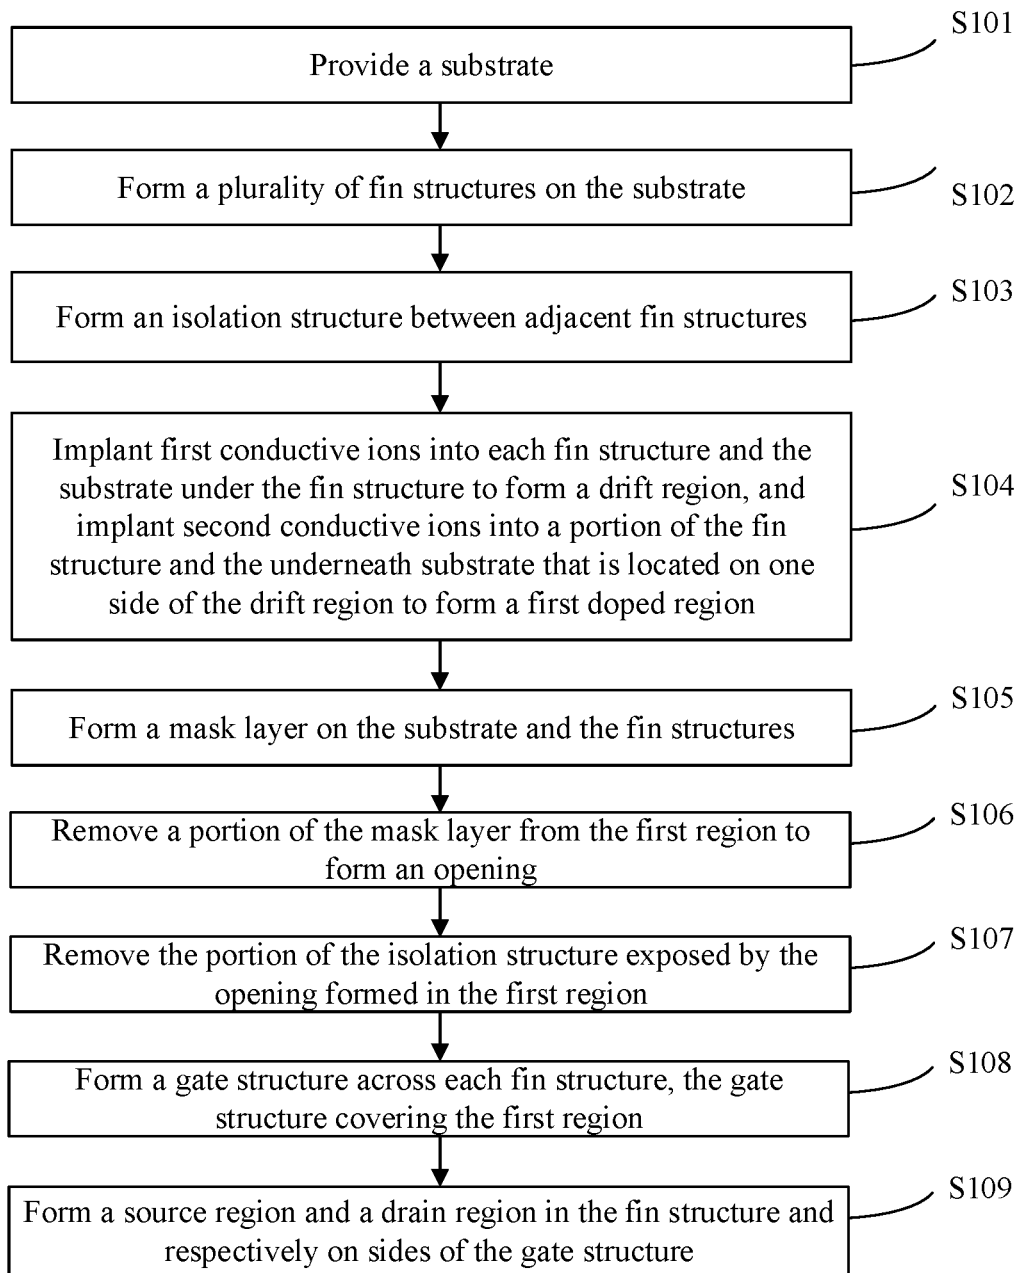 S101
Provide a substrate
Form a plurality of fin structures on the substrate
S102
S103
Form an isolation structure between adjacent fin structures
Implant first conductive ions into each fin structure and the
substrate under the fin structure to form a drift region, and
implant second conductive ions into a portion of the fin
structure and the underneath substrate that is located on one
side of the drift region to form a first doped region
S104
S105
Form a mask layer on the substrate and the fin structures
S106
Remove a portion of the mask layer from the first region to
form an opening
S107
Remove the portion of the isolation structure exposed by the
opening formed in the first region
S108
Form a gate structure across each fin structure, the gate
structure covering the first region
S109
Form a source region and a drain region in the fin structure and
respectively on sides of the gate structure